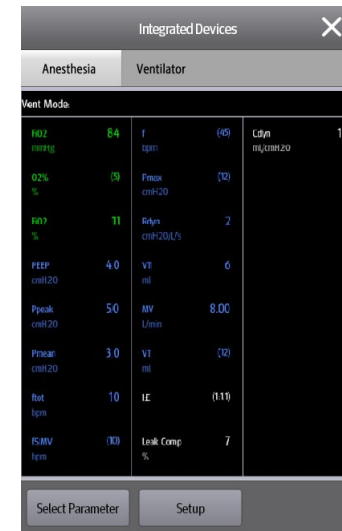 Integrated Devices
Anesthesia Ventilator
Vent Mode:
FiO2 84
mmHg
O2% (5)
%
FiO2 11
%
PEEP 4.0
cmH2O
Ppeak 50
cmH2O
Pmean 3.0
cmH2O
ftot 10
bpm
fSIMV (10)
bpm
f (45)
bpm
Pmax (12)
cmH2O
Rdyn 2
cmH2O/L/s
VTi 6
ml
MV 8.00
L/min
VT (12)
ml
I:E (1:11)
Leak Comp 7
%
Cdyn 1
ml/cmH2O
Select Parameter Setup